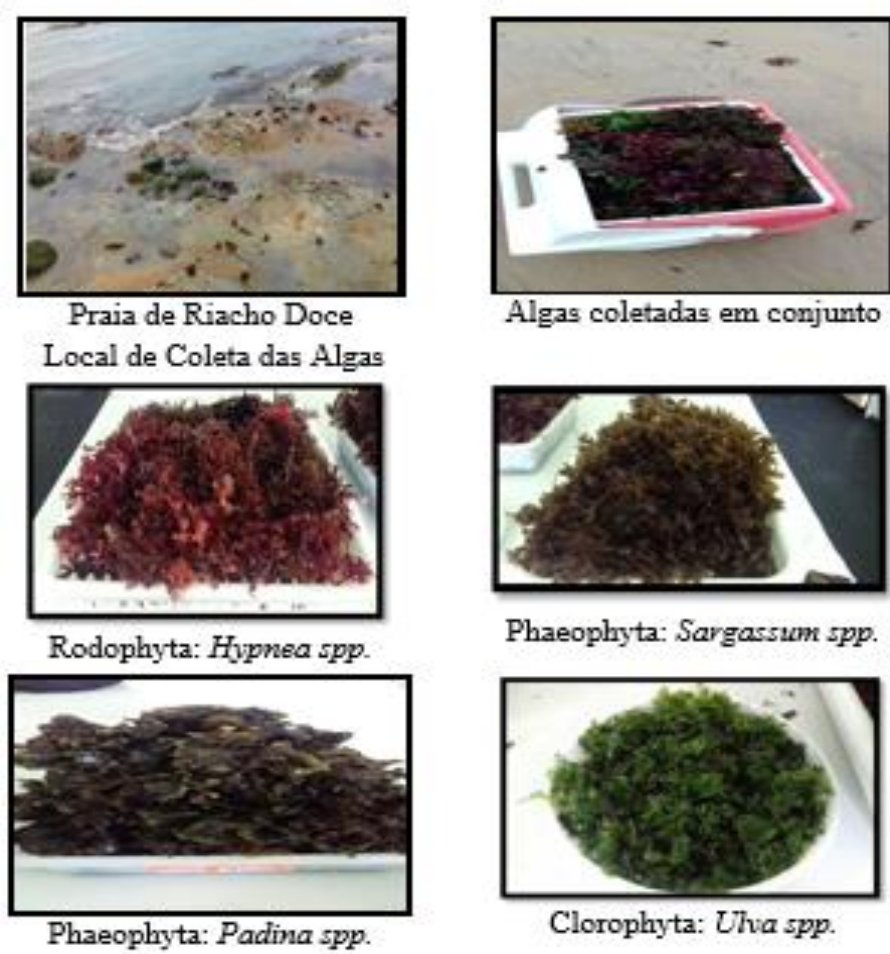 Praia de Riacho Doce
Local de Coleta das Algas
Algas coletadas em conjunto
Rodophyta: Hypnea spp.
Phaeophyta: Sargassum spp.
Phaeophyta: Padina spp.
Clorophyta: Ulva spp.